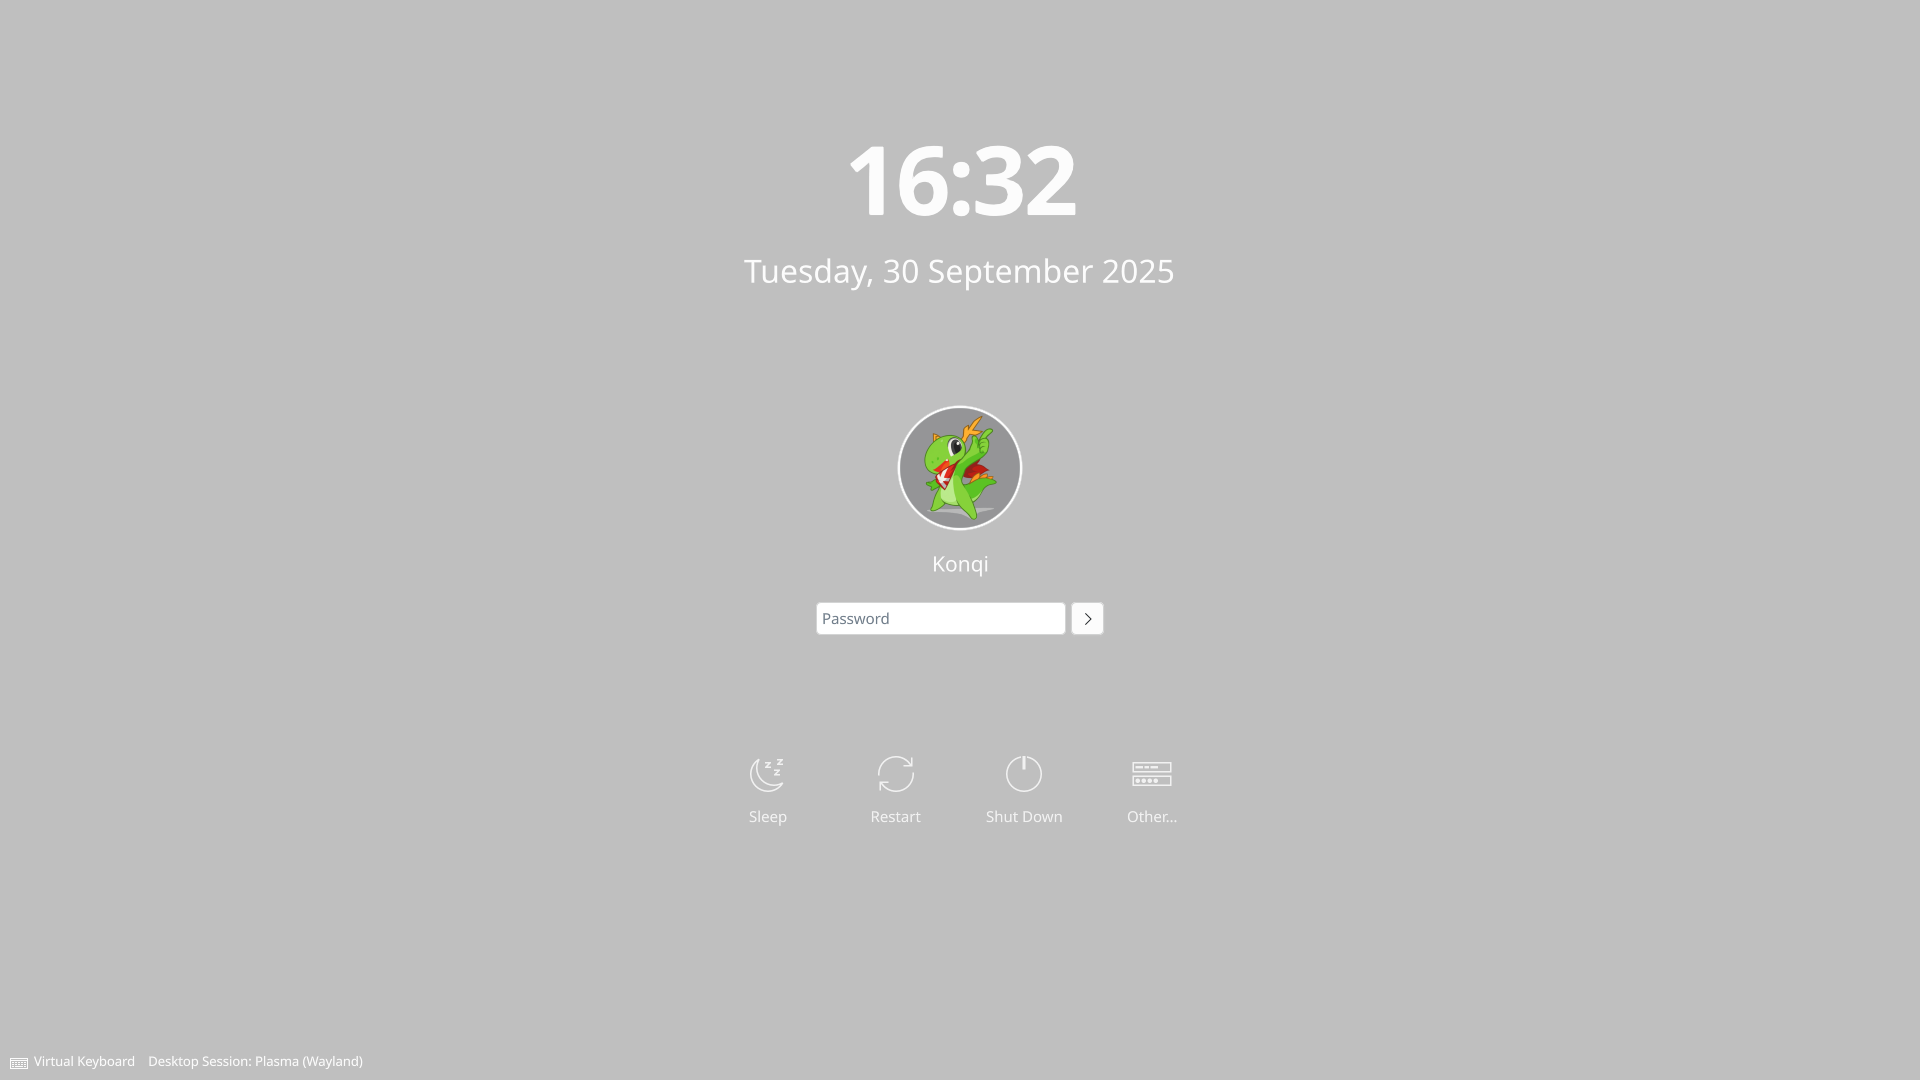 16:32
Tuesday, 30 September 2025
Konqi
Password
Sleep Restart Shut Down Other...
Virtual Keyboard Desktop Session: Plasma (Wayland)